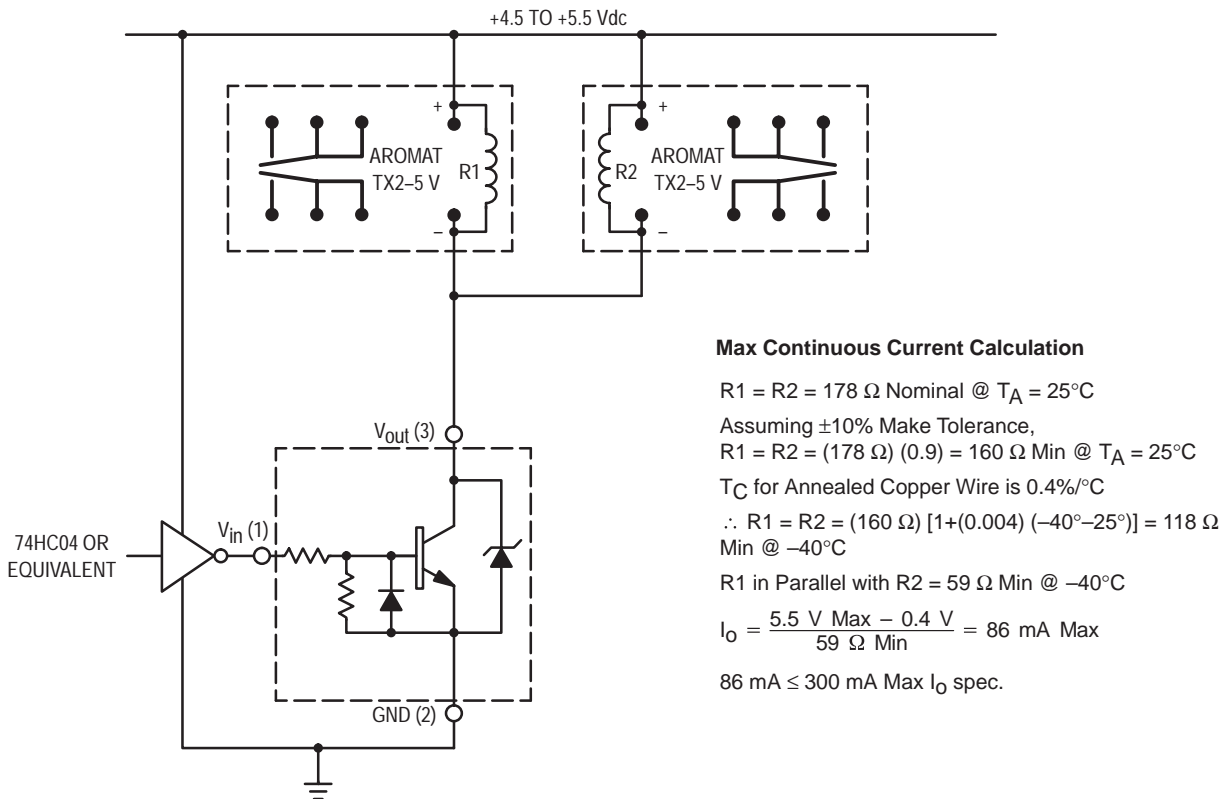 +4.5 TO +5.5 Vdc
+
+
AROMAT
TX2–5 V
R1
R2
AROMAT
TX2–5 V
–
–
Max Continuous Current Calculation
R1 = R2 = 178 Ω Nominal @ TA = 25°C
Assuming ±10% Make Tolerance,
R1 = R2 = (178 Ω) (0.9) = 160 Ω Min @ TA = 25°C
TC for Annealed Copper Wire is 0.4%/°C
∴ R1 = R2 = (160 Ω) [1+(0.004) (–40°–25°)] = 118 Ω
Min @ –40°C
R1 in Parallel with R2 = 59 Ω Min @ –40°C
Io = 5.5 V Max – 0.4 V / 59 Ω Min = 86 mA Max
86 mA ≤ 300 mA Max Io spec.
Vout (3)
74HC04 OR
EQUIVALENT
Vin (1)
GND (2)